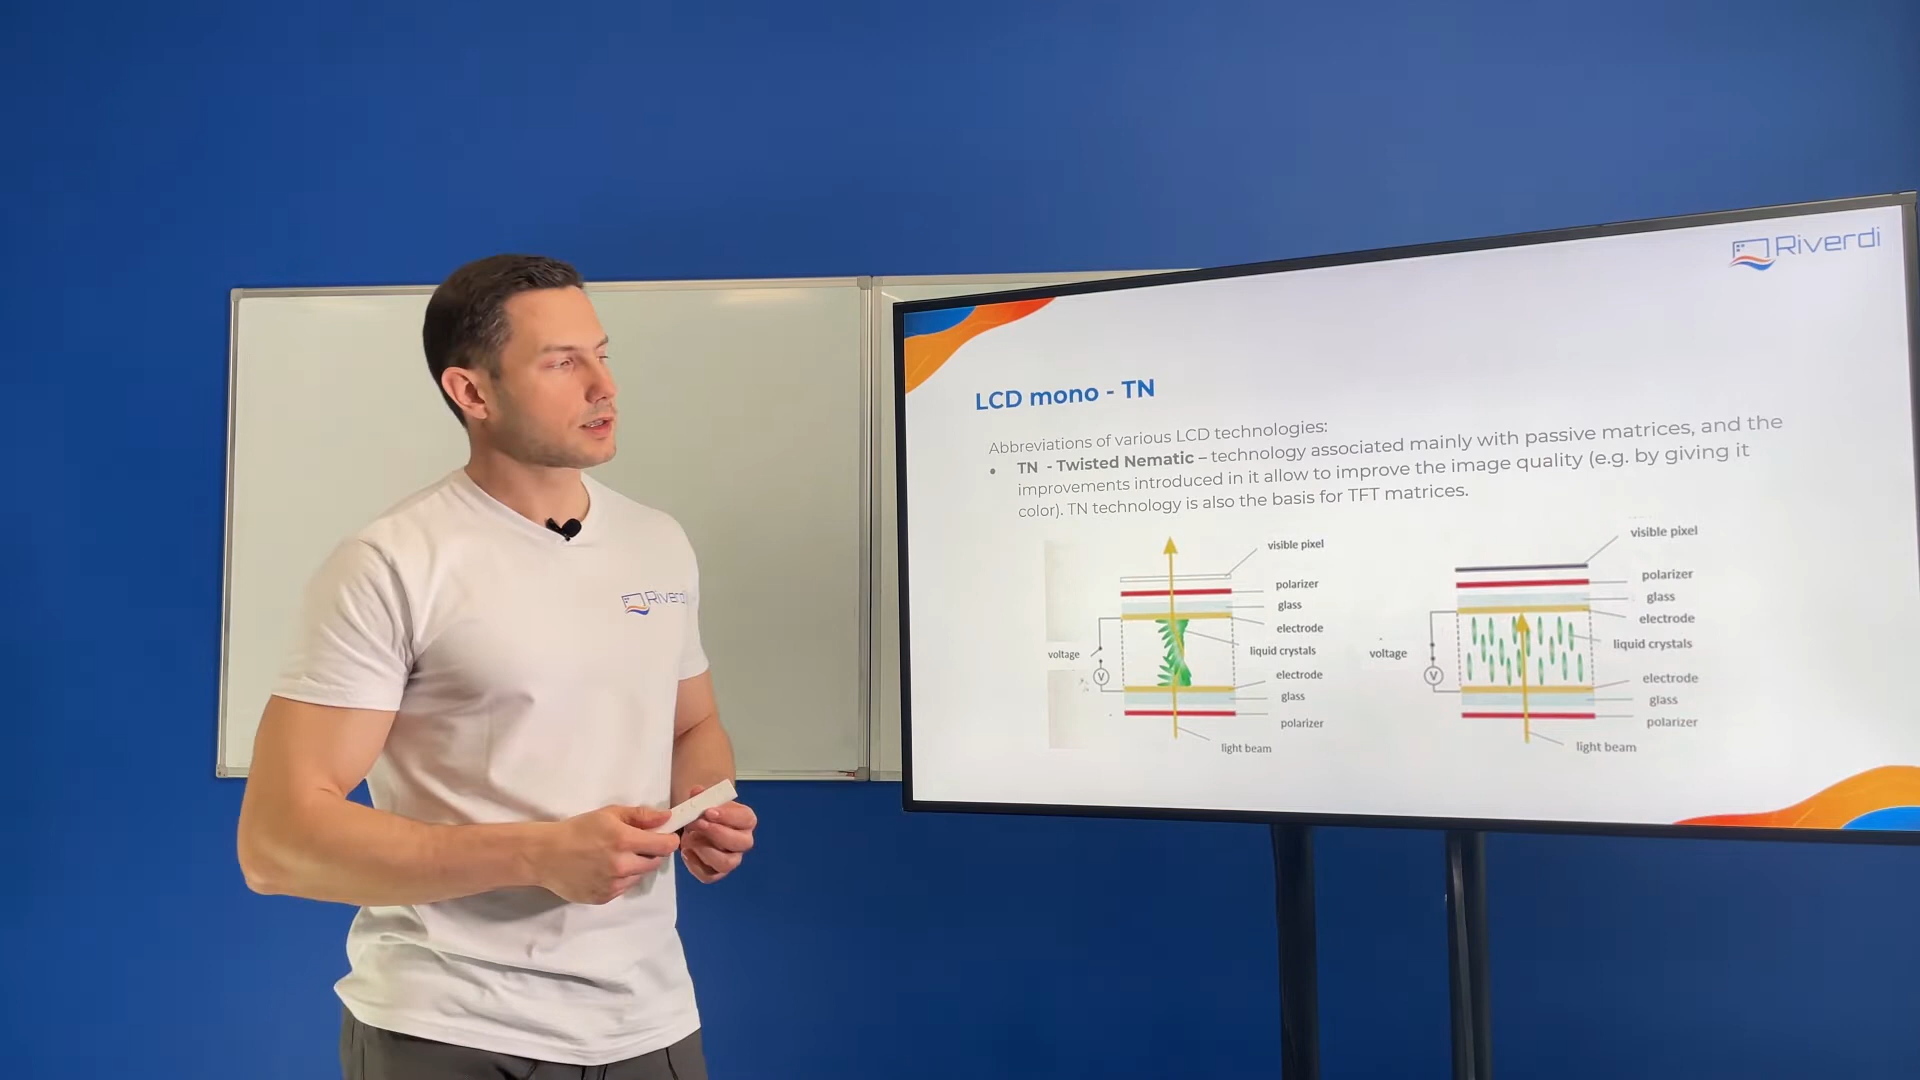 Riverdi
LCD mono - TN
Abbreviations of various LCD technologies:
• TN - Twisted Nematic – technology associated mainly with passive matrices, and the
improvements introduced in it allow to improve the image quality (e.g. by giving it
color). TN technology is also the basis for TFT matrices.
visible pixel
polarizer
glass
electrode
liquid crystals
electrode
glass
polarizer
light beam
voltage
V
visible pixel
polarizer
glass
electrode
liquid crystals
electrode
glass
polarizer
light beam
voltage
V
Riverdi